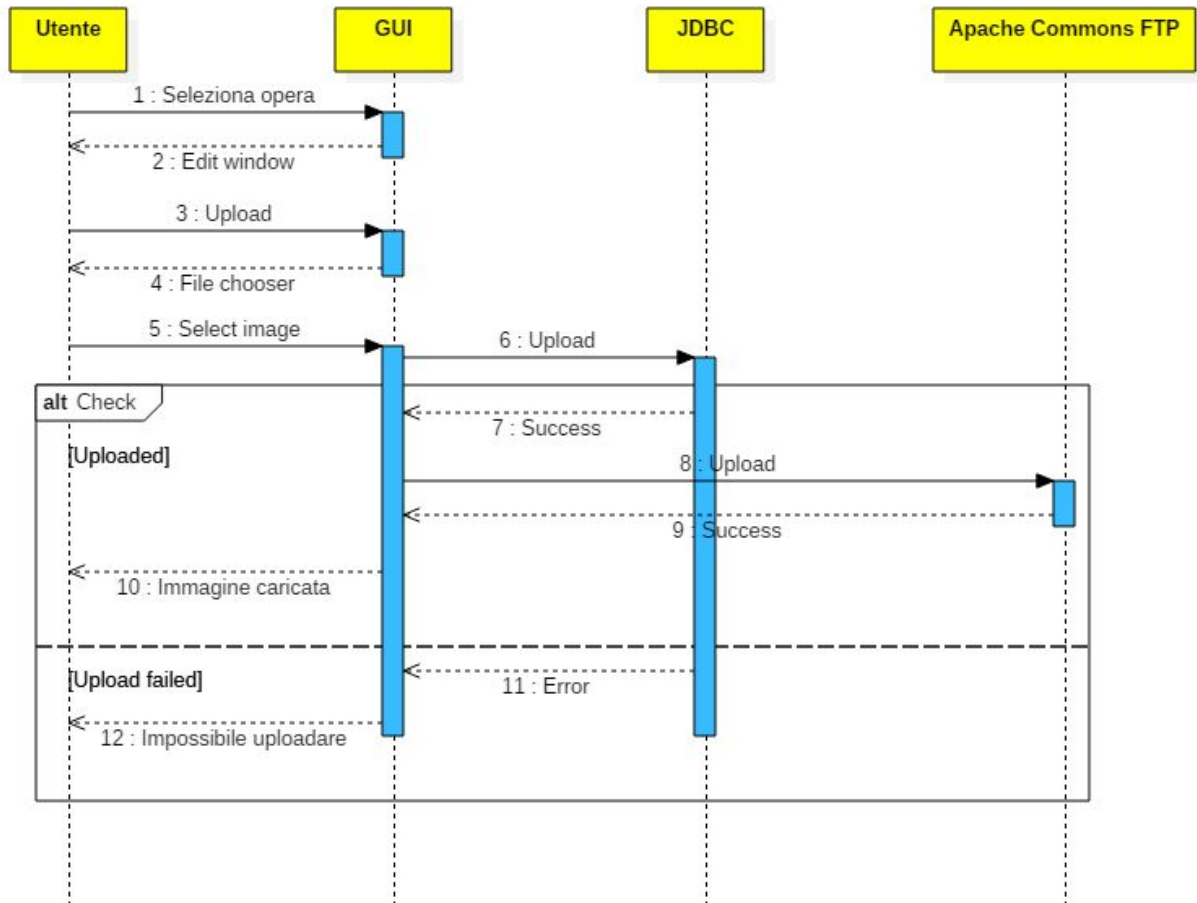 Utente
GUI
JDBC
Apache Commons FTP
1 : Seleziona opera
2 : Edit window
3 : Upload
4 : File chooser
5 : Select image
6 : Upload
alt Check
7 : Success
[Uploaded]
8 : Upload
9 : Success
10 : Immagine caricata
[Upload failed]
11 : Error
12 : Impossibile uploadare